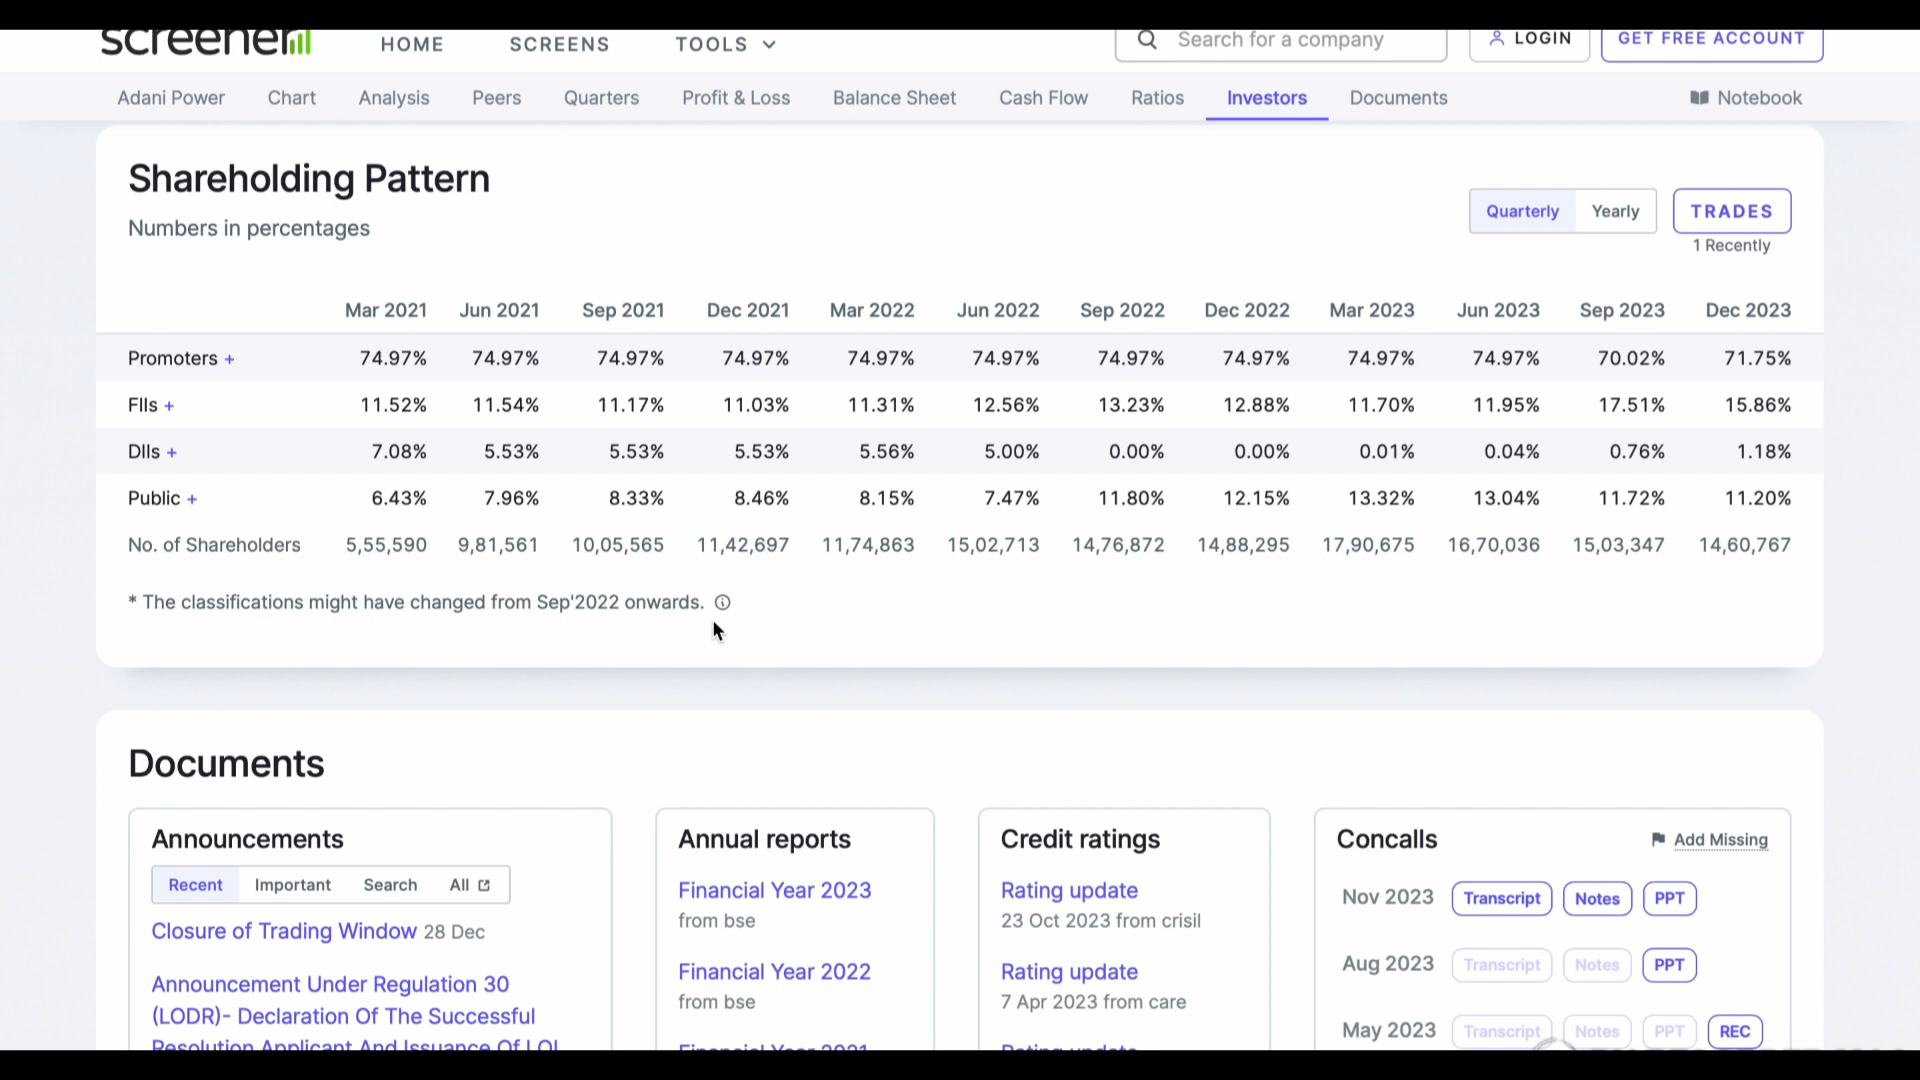 screener
HOME SCREENS TOOLS Search for a company LOGIN GET FREE ACCOUNT
Adani Power Chart Analysis Peers Quarters Profit & Loss Balance Sheet Cash Flow Ratios Investors Documents Notebook
Shareholding Pattern
Numbers in percentages
Quarterly Yearly TRADES
1 Recently
Mar 2021 Jun 2021 Sep 2021 Dec 2021 Mar 2022 Jun 2022 Sep 2022 Dec 2022 Mar 2023 Jun 2023 Sep 2023 Dec 2023
Promoters + 74.97% 74.97% 74.97% 74.97% 74.97% 74.97% 74.97% 74.97% 74.97% 74.97% 70.02% 71.75%
FIIs + 11.52% 11.54% 11.17% 11.03% 11.31% 12.56% 13.23% 12.88% 11.70% 11.95% 17.51% 15.86%
DIIs + 7.08% 5.53% 5.53% 5.53% 5.56% 5.00% 0.00% 0.00% 0.01% 0.04% 0.76% 1.18%
Public + 6.43% 7.96% 8.33% 8.46% 8.15% 7.47% 11.80% 12.15% 13.32% 13.04% 11.72% 11.20%
No. of Shareholders 5,55,590 9,81,561 10,05,565 11,42,697 11,74,863 15,02,713 14,76,872 14,88,295 17,90,675 16,70,036 15,03,347 14,60,767
* The classifications might have changed from Sep'2022 onwards.
Documents
Announcements
Recent Important Search All
Closure of Trading Window 28 Dec
Announcement Under Regulation 30
(LODR)- Declaration Of The Successful
Resolution Applicant And Issuance Of LOI
Annual reports
Financial Year 2023
from bse
Financial Year 2022
from bse
Financial Year 2021
Credit ratings
Rating update
23 Oct 2023 from crisil
Rating update
7 Apr 2023 from care
Rating update
Concalls Add Missing
Nov 2023 Transcript Notes PPT
Aug 2023 Transcript Notes PPT
May 2023 Transcript Notes PPT REC